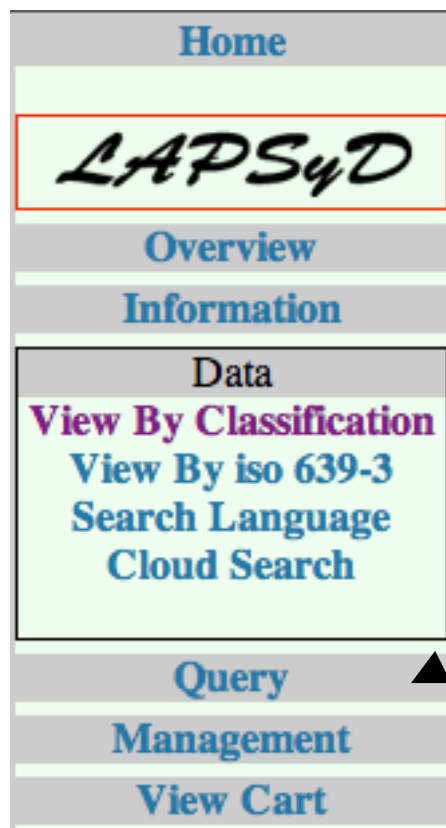 Home
LAPSyD
Overview
Information
Data
View By Classification
View By iso 639-3
Search Language
Cloud Search
Query
Management
View Cart